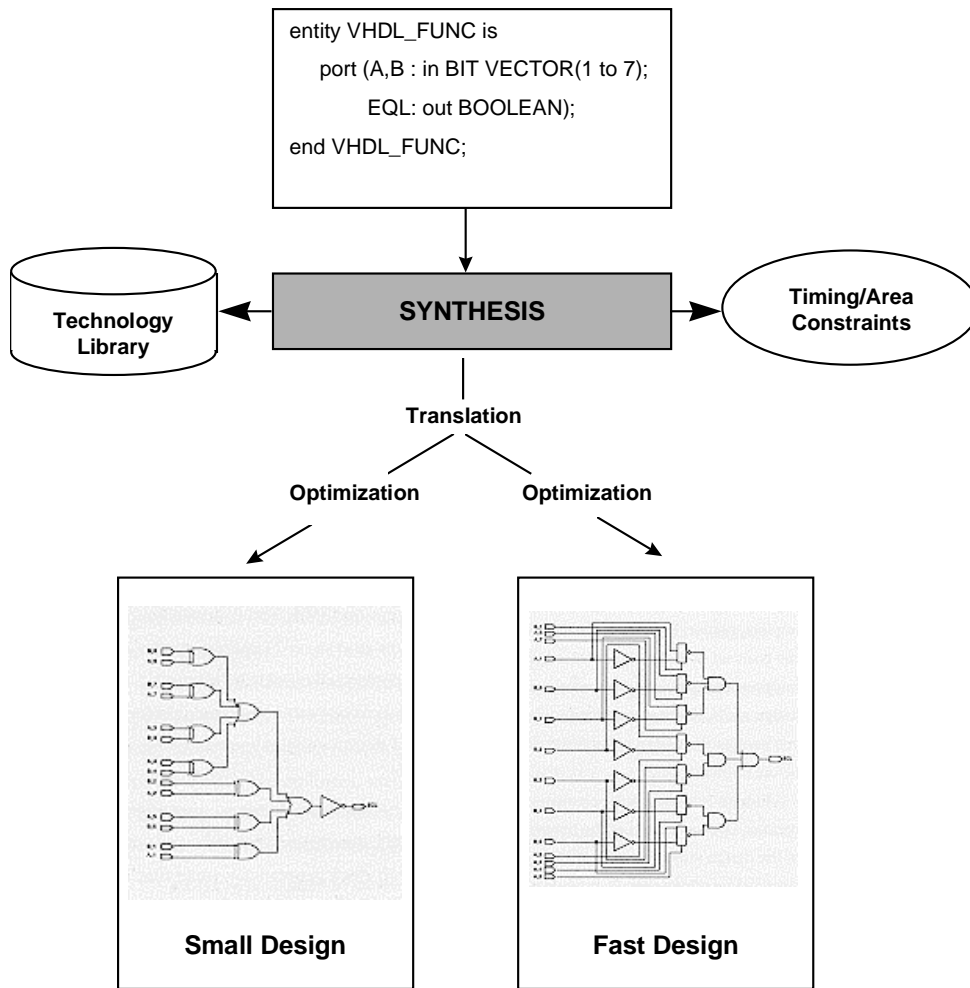 entity VHDL_FUNC is
port (A,B : in BIT VECTOR(1 to 7);
EQL: out BOOLEAN);
end VHDL_FUNC;
Technology
Library
SYNTHESIS
Timing/Area
Constraints
Translation
Optimization
Optimization
Small Design
Fast Design